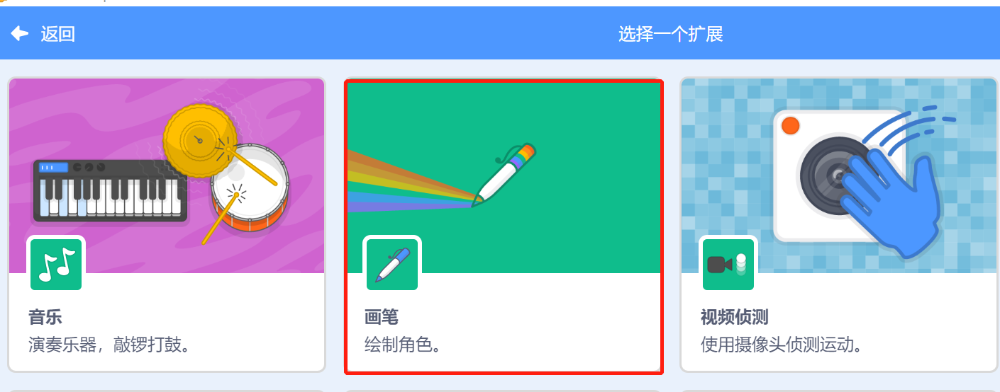 返回
选择一个扩展
音乐
演奏乐器，敲锣打鼓。
画笔
绘制角色。
视频侦测
使用摄像头侦测运动。